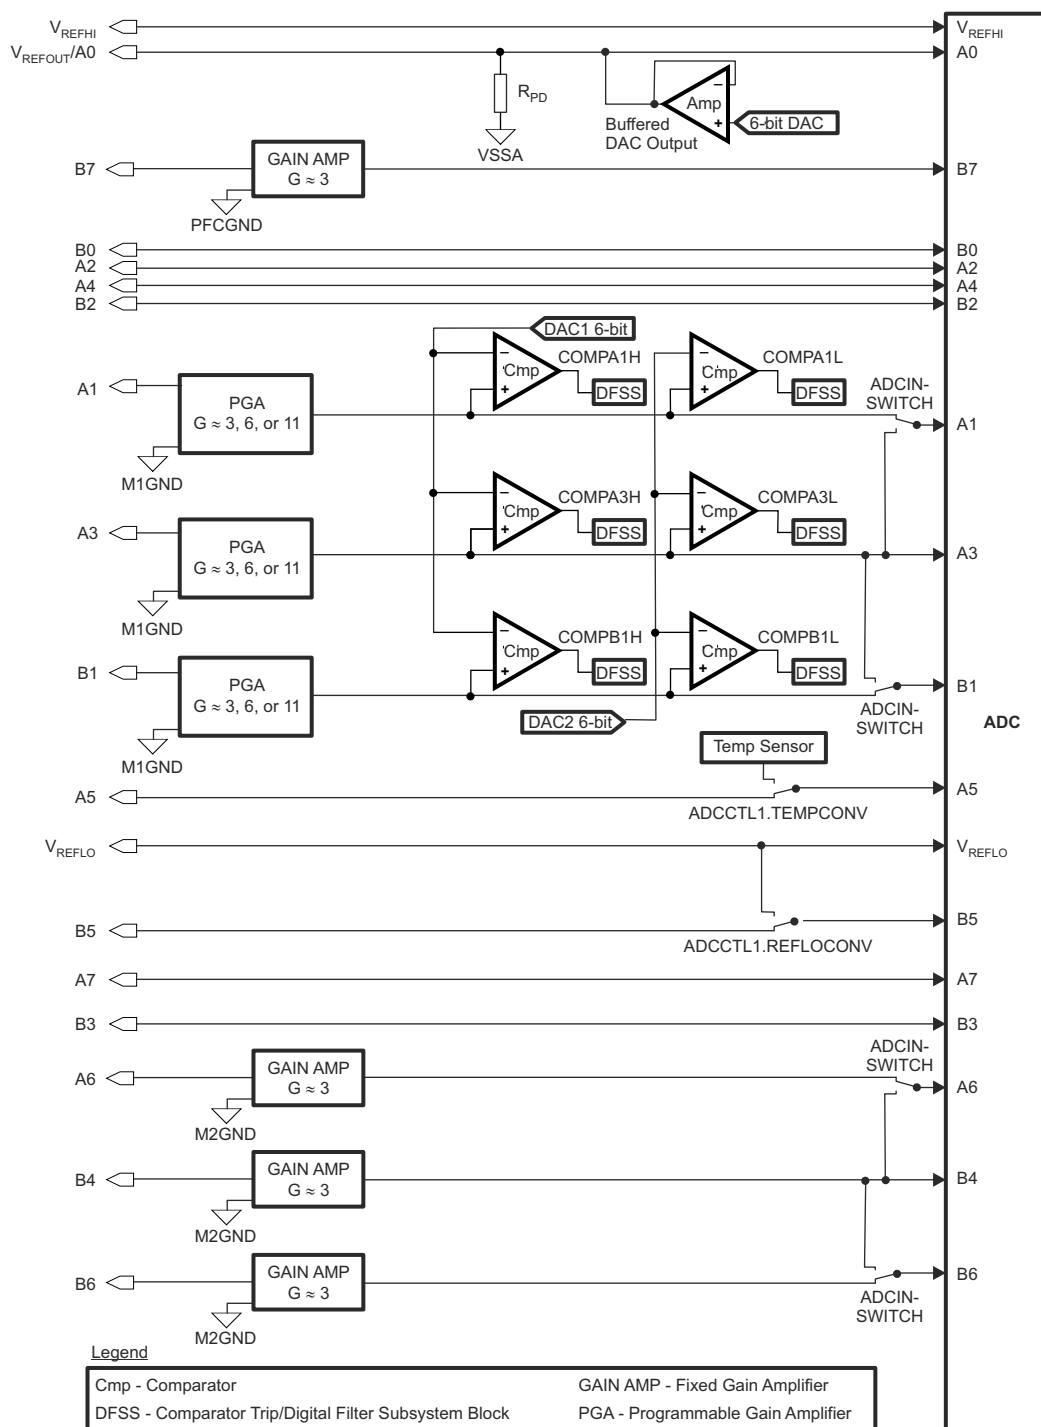 VREFHI VREFHI
VREFOUT/A0 A0
RPD
Amp
6-bit DAC
Buffered
DAC Output
VSSA
B7 GAIN AMP B7
G ≈ 3
PFCGND
B0 B0
A2 A2
A4 A4
B2 B2
DAC1 6-bit
COMPA1H COMPA1L
Cmp Cmp
DFSS DFSS
ADCIN-
SWITCH
A1 PGA A1
G ≈ 3, 6, or 11
M1GND
COMPA3H COMPA3L
Cmp Cmp
DFSS DFSS
A3 PGA A3
G ≈ 3, 6, or 11
M1GND
COMPB1H COMPB1L
Cmp Cmp
DFSS DFSS
B1 PGA B1
G ≈ 3, 6, or 11
ADCIN-
SWITCH
DAC2 6-bit
ADC
M1GND
Temp Sensor
A5 A5
ADCCTL1.TEMPCONV
VREFLO VREFLO
B5 B5
ADCCTL1.REFLOCONV
A7 A7
B3 B3
ADCIN-
SWITCH
A6 GAIN AMP A6
G ≈ 3
M2GND
B4 GAIN AMP B4
G ≈ 3
M2GND
B6 GAIN AMP B6
G ≈ 3
ADCIN-
SWITCH
M2GND
Legend
Cmp - Comparator GAIN AMP - Fixed Gain Amplifier
DFSS - Comparator Trip/Digital Filter Subsystem Block PGA - Programmable Gain Amplifier